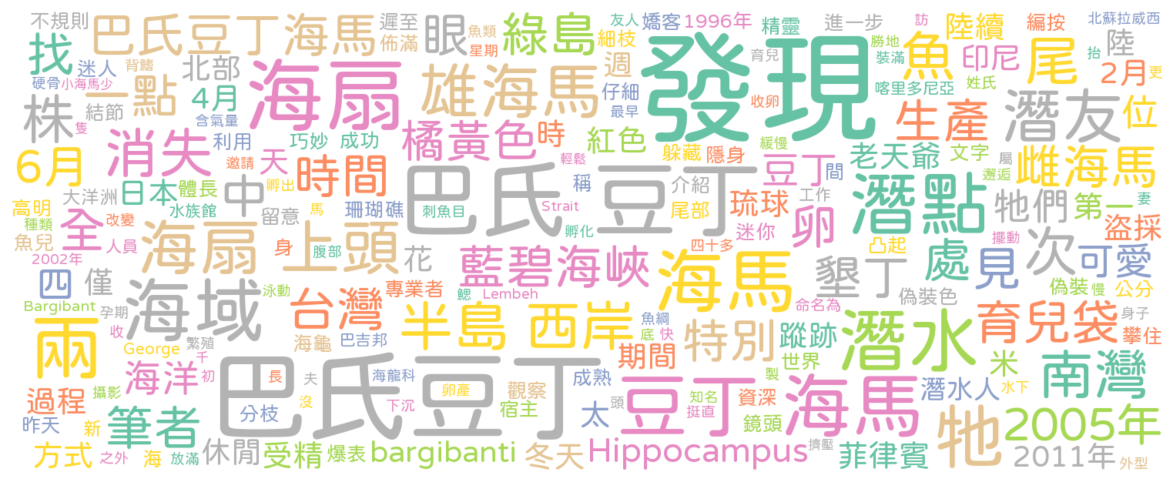 不規則 巴氏豆丁海馬 遲至 佈滿 眼 魚類 星期 綠島 友人 細枝 嬌客 1996年 精靈 進一步 訪 勝地 陸續 編按 北蘇拉威西
找 迷人 背鰭 北部 一點 雄海馬 週 仔細 發現 育兒 裝滿 魚 印尼 尾 陸 抬 2月 更
硬骨 小海馬少 4月 海扇 最早 收卵 喀里多尼亞 姓氏
株 結節 含氣量 隻 利用 巧妙 成功 橘黃色 時 紅色 緩慢 生產 潛友 位
6月 消失 邀請 天 時間 輕鬆 躲藏 隱身 豆丁 間 老天爺 文字 屬 雌海馬
大洋洲 日本 體長 孵出 中 巴氏豆丁 稱 介紹 工作 潛點 邂逅 牠們 第一 妻
高明 種類 水族館 馬 留意 珊瑚礁 刺魚目 Strait 尾部 琉球 迷你 卵 盜採
魚兒 全 改變 人員 身 腹部 孵化 四十多 凸起 擺動
2002年 海扇 上頭 花 藍碧海峽 海馬 墾丁 處 見 次 可愛
四 僅 泳動 專業者 鰓 Lembeh 命名為 偽裝色 偽裝 慢 公分
Bargibant 孕期 海域 台灣 半島 西岸 魚綱 特別 蹤跡 潛水 育兒袋 身子 攀住
兩 收 繁殖 千 海龜 巴吉邦 底 快 期間 世界 米
George 海洋 初 長 夫 巴氏豆丁 海龍科 卵產 觀察 成熟 豆丁 製 海馬 南灣
過程 攝影 沒 下沉 宿主 太 頭 知名 資深 潛水人 水下
昨天 新 筆者 分枝 挺直 鏡頭 2005年 牠
方式 之外 海 放滿 休閒 受精 爆表 bargibanti 冬天 Hippocampus 擠壓 菲律賓 2011年 外型